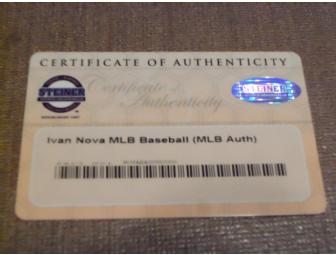 CERTIFICATE OF AUTHENTICITY
STEINER
Certificate of
Authenticity
STEINER
Ivan Nova MLB Baseball (MLB Auth)